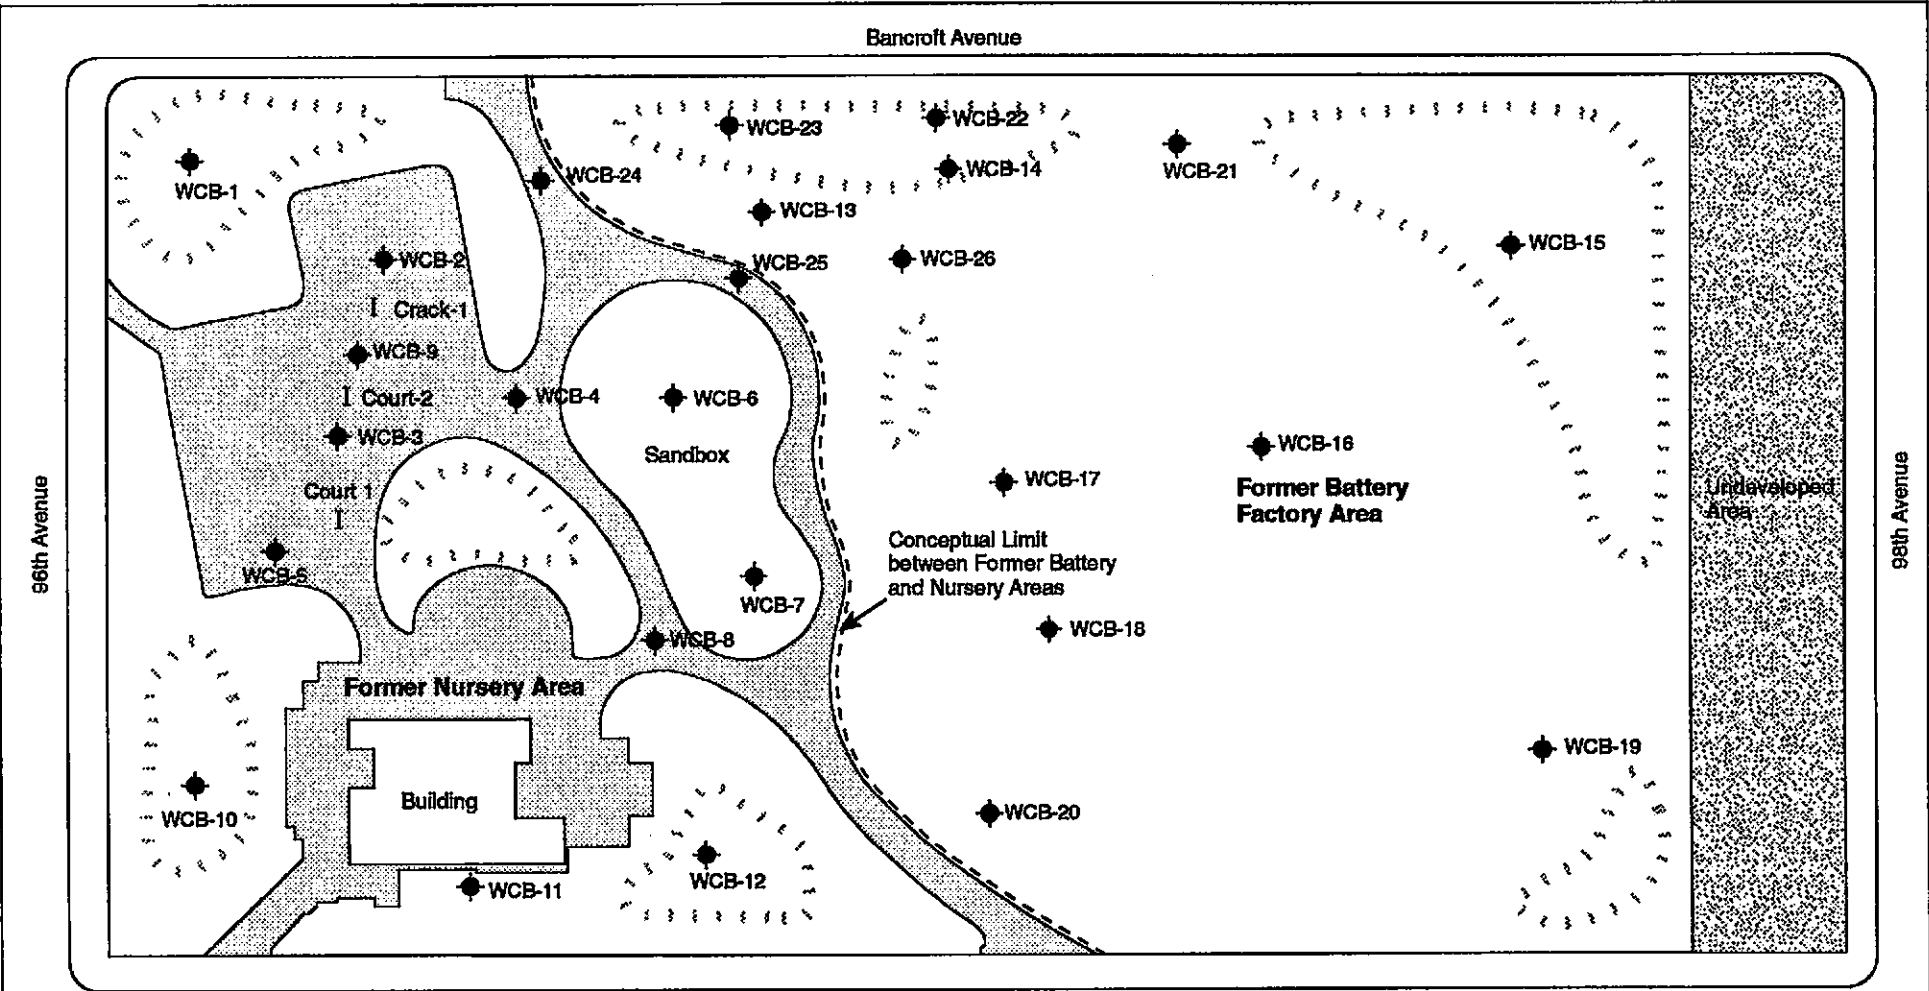 Bancroft Avenue
WCB-22
WCB-23
WCB-14
WCB-21
WCB-24
WCB-1
WCB-13
WCB-15
WCB-2
WCB-25
WCB-26
Crack-1
WCB-9
Court-2
WCB-4
WCB-6
WCB-3
Sandbox
WCB-16
WCB-17
Court 1
Former Battery
Factory Area
Undeveloped
Area
96th Avenue
98th Avenue
Conceptual Limit
between Former Battery
and Nursery Areas
WCB-5
WCB-7
WCB-8
WCB-18
Former Nursery Area
WCB-19
Building
WCB-10
WCB-20
WCB-12
WCB-11